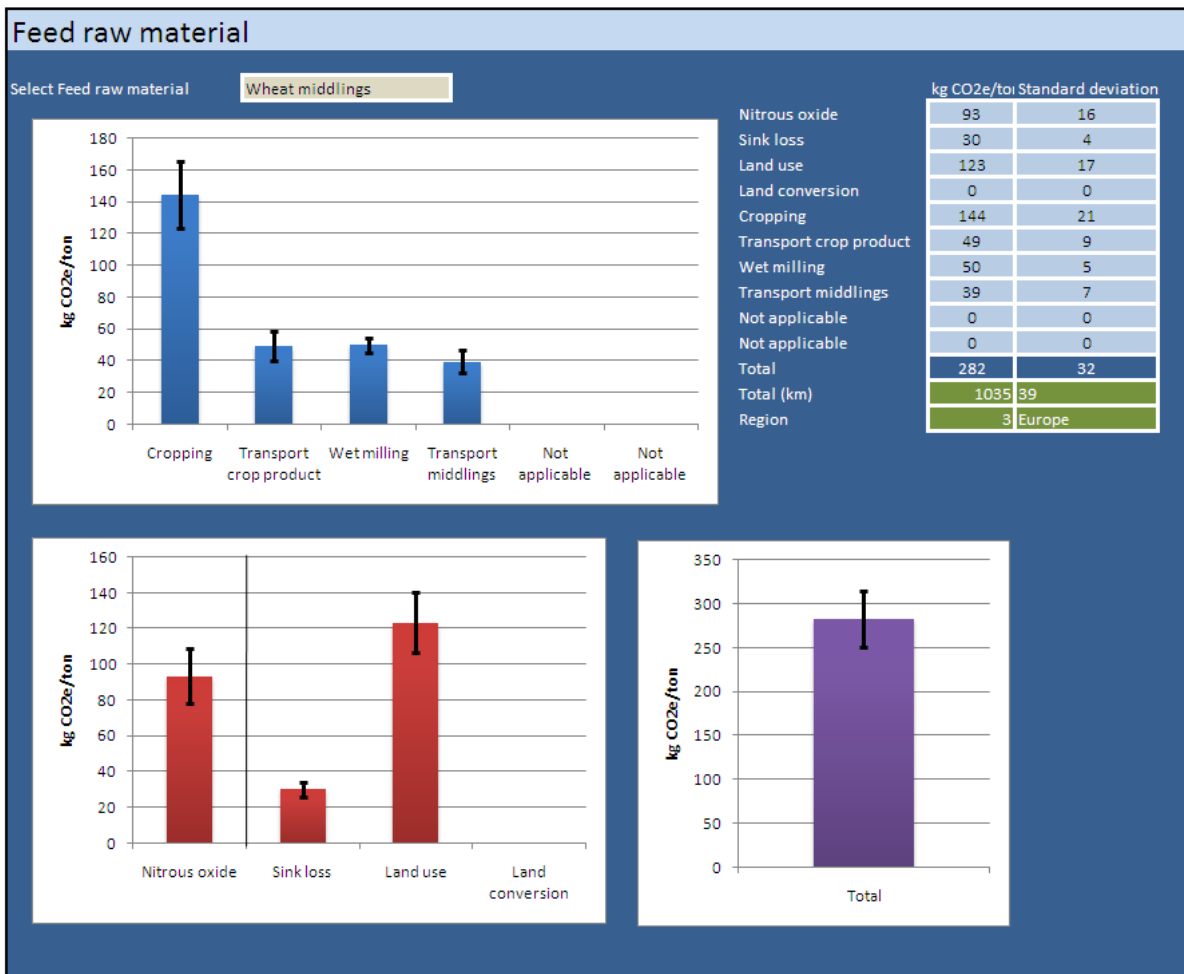 Feed raw material
Select Feed raw material Wheat middlings
kg CO2e/ton
180
160
140
120
100
80
60
40
20
0
Cropping Transport Wet milling Transport Not Not
crop product middlings applicable applicable
kg CO2e/toi Standard deviation
Nitrous oxide 93 16
Sink loss 30 4
Land use 123 17
Land conversion 0 0
Cropping 144 21
Transport crop product 49 9
Wet milling 50 5
Transport middlings 39 7
Not applicable 0 0
Not applicable 0 0
Total 282 32
Total (km) 1035 39
Region 3 Europe
kg CO2e/ton
160
140
120
100
80
60
40
20
0
Nitrous oxide Sink loss Land use Land
conversion
kg CO2e/ton
350
300
250
200
150
100
50
0
Total